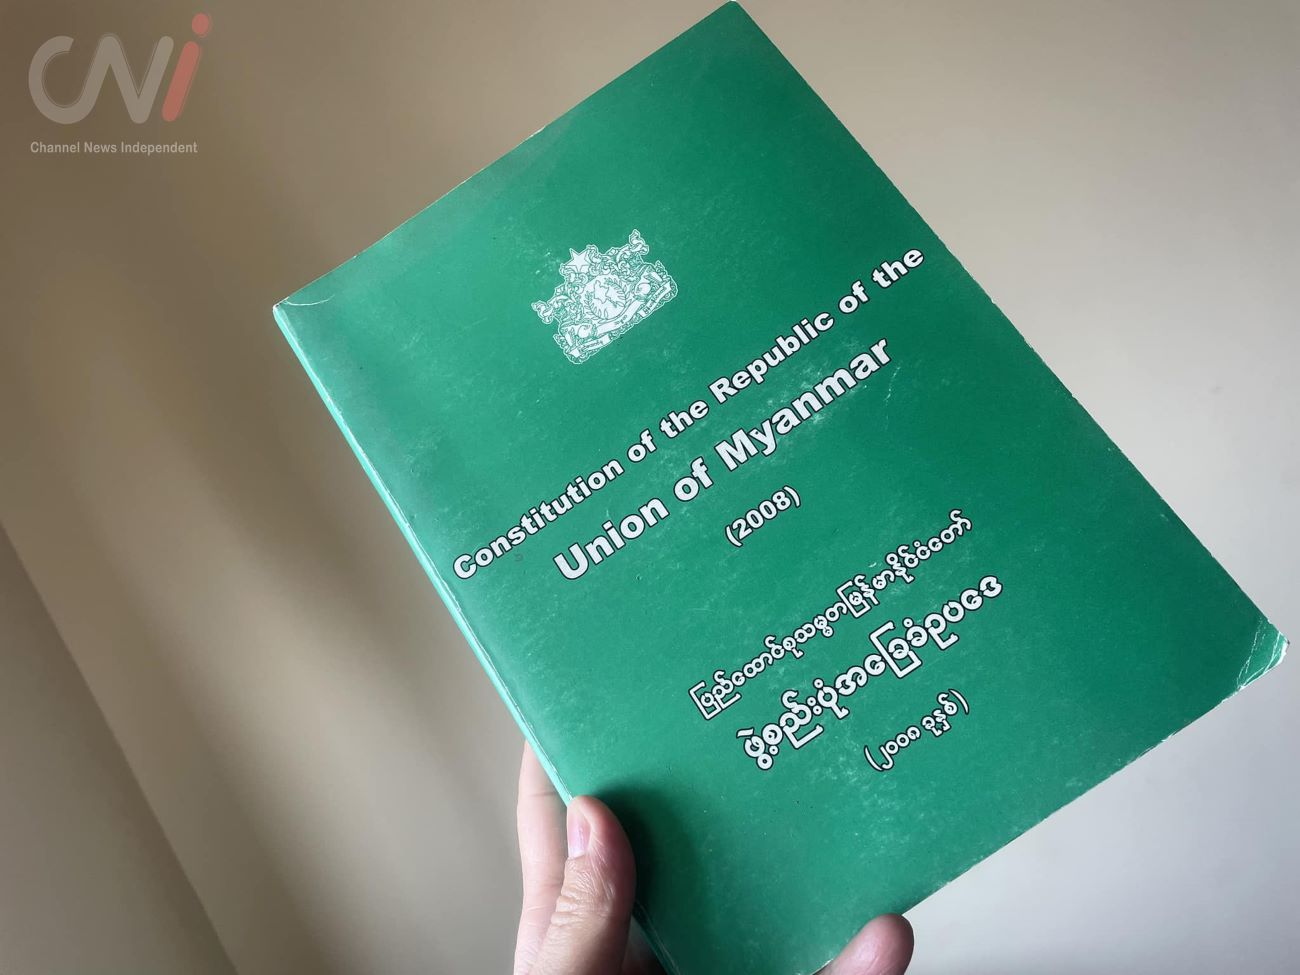 CNi
Channel News Independent
Constitution of the Republic of the
Union of Myanmar
(2008)
ပြည်ထောင်စုသမ္မတမြန်မာနိုင်ငံတော်
ဖွဲ့စည်းပုံအခြေခံဥပဒေ
(၂၀၀၈ ခုနှစ်)